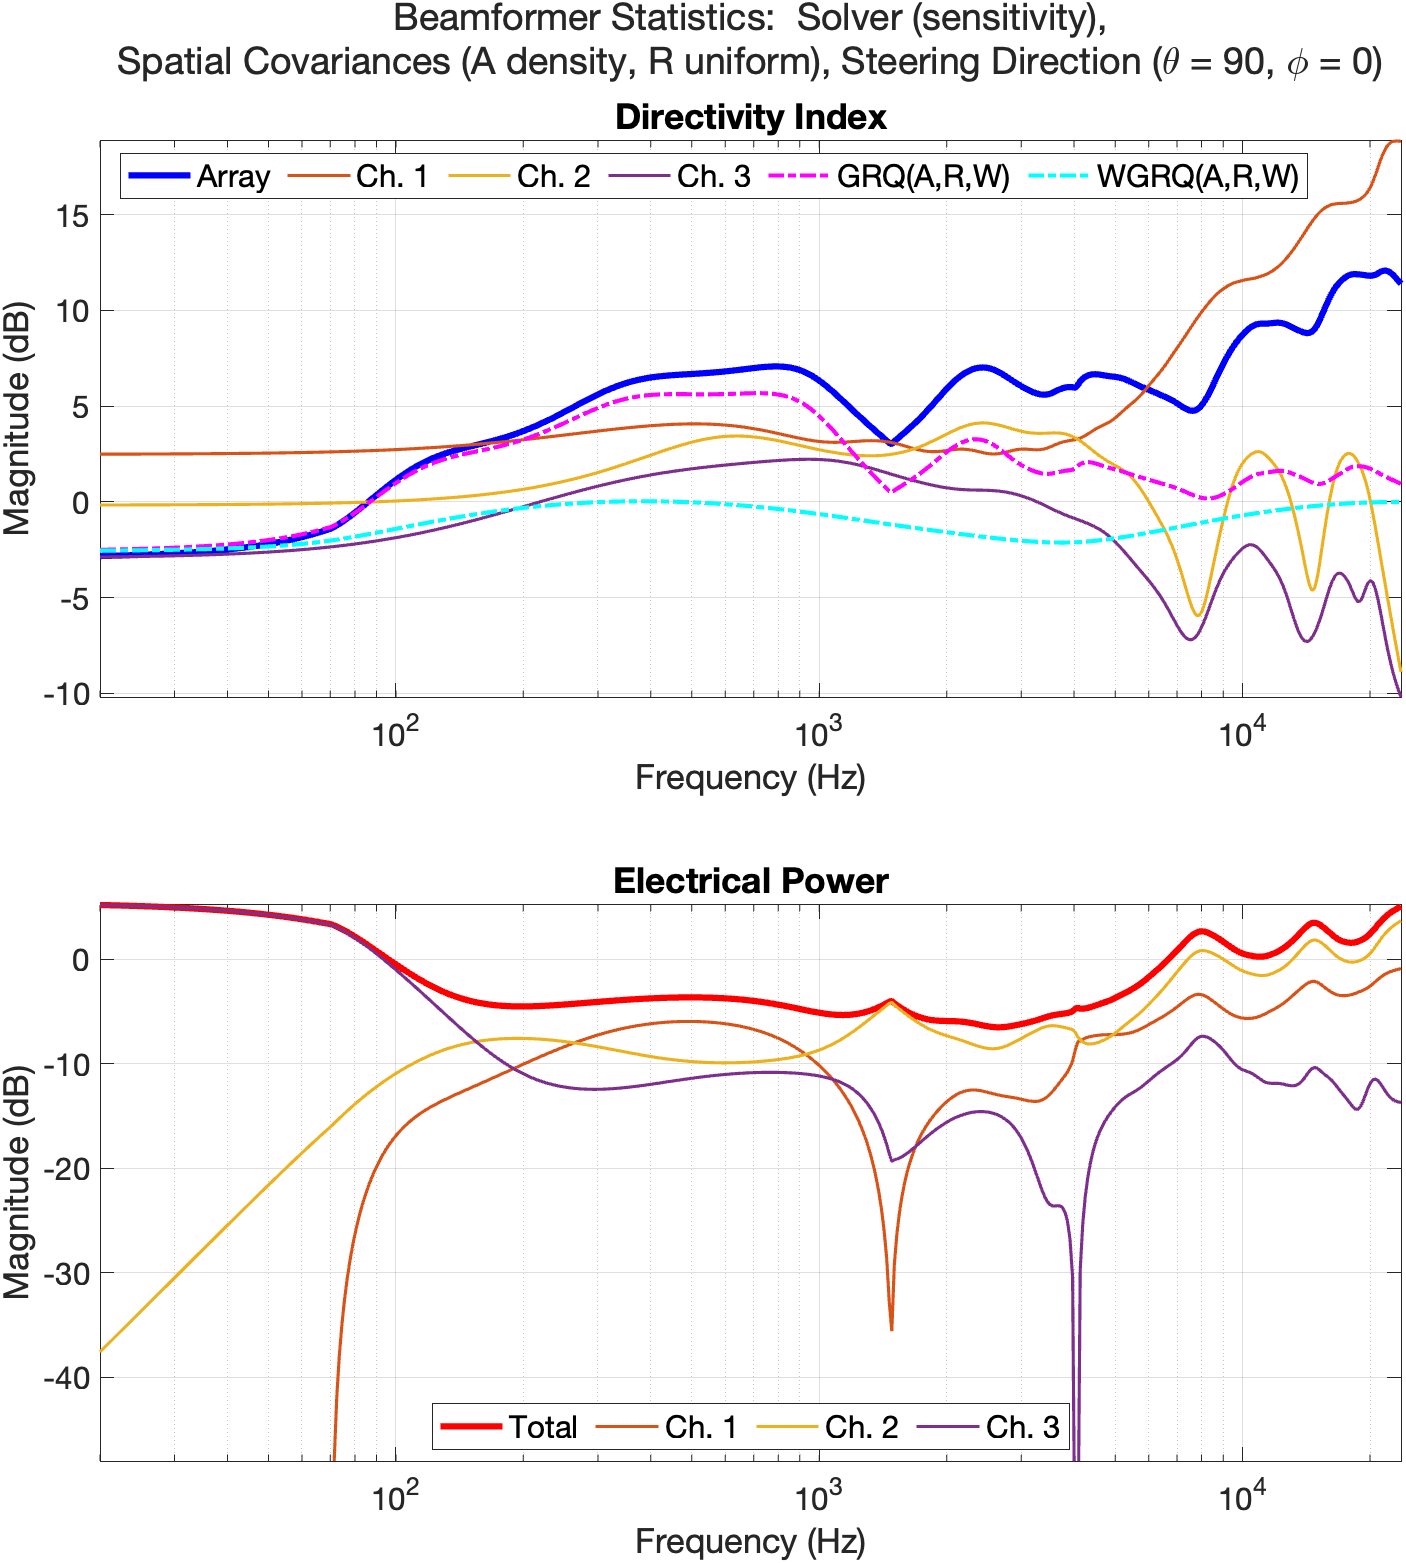 Beamformer Statistics:  Solver (sensitivity),
Spatial Covariances (A density, R uniform), Steering Direction (θ = 90, ϕ = 0)
Directivity Index
Array Ch. 1 Ch. 2 Ch. 3 GRQ(A,R,W) WGRQ(A,R,W)
15
10
5
0
-5
-10
Magnitude (dB)
10² 10³ 10⁴
Frequency (Hz)
Electrical Power
0
-10
-20
-30
-40
Magnitude (dB)
Total Ch. 1 Ch. 2 Ch. 3
10² 10³ 10⁴
Frequency (Hz)